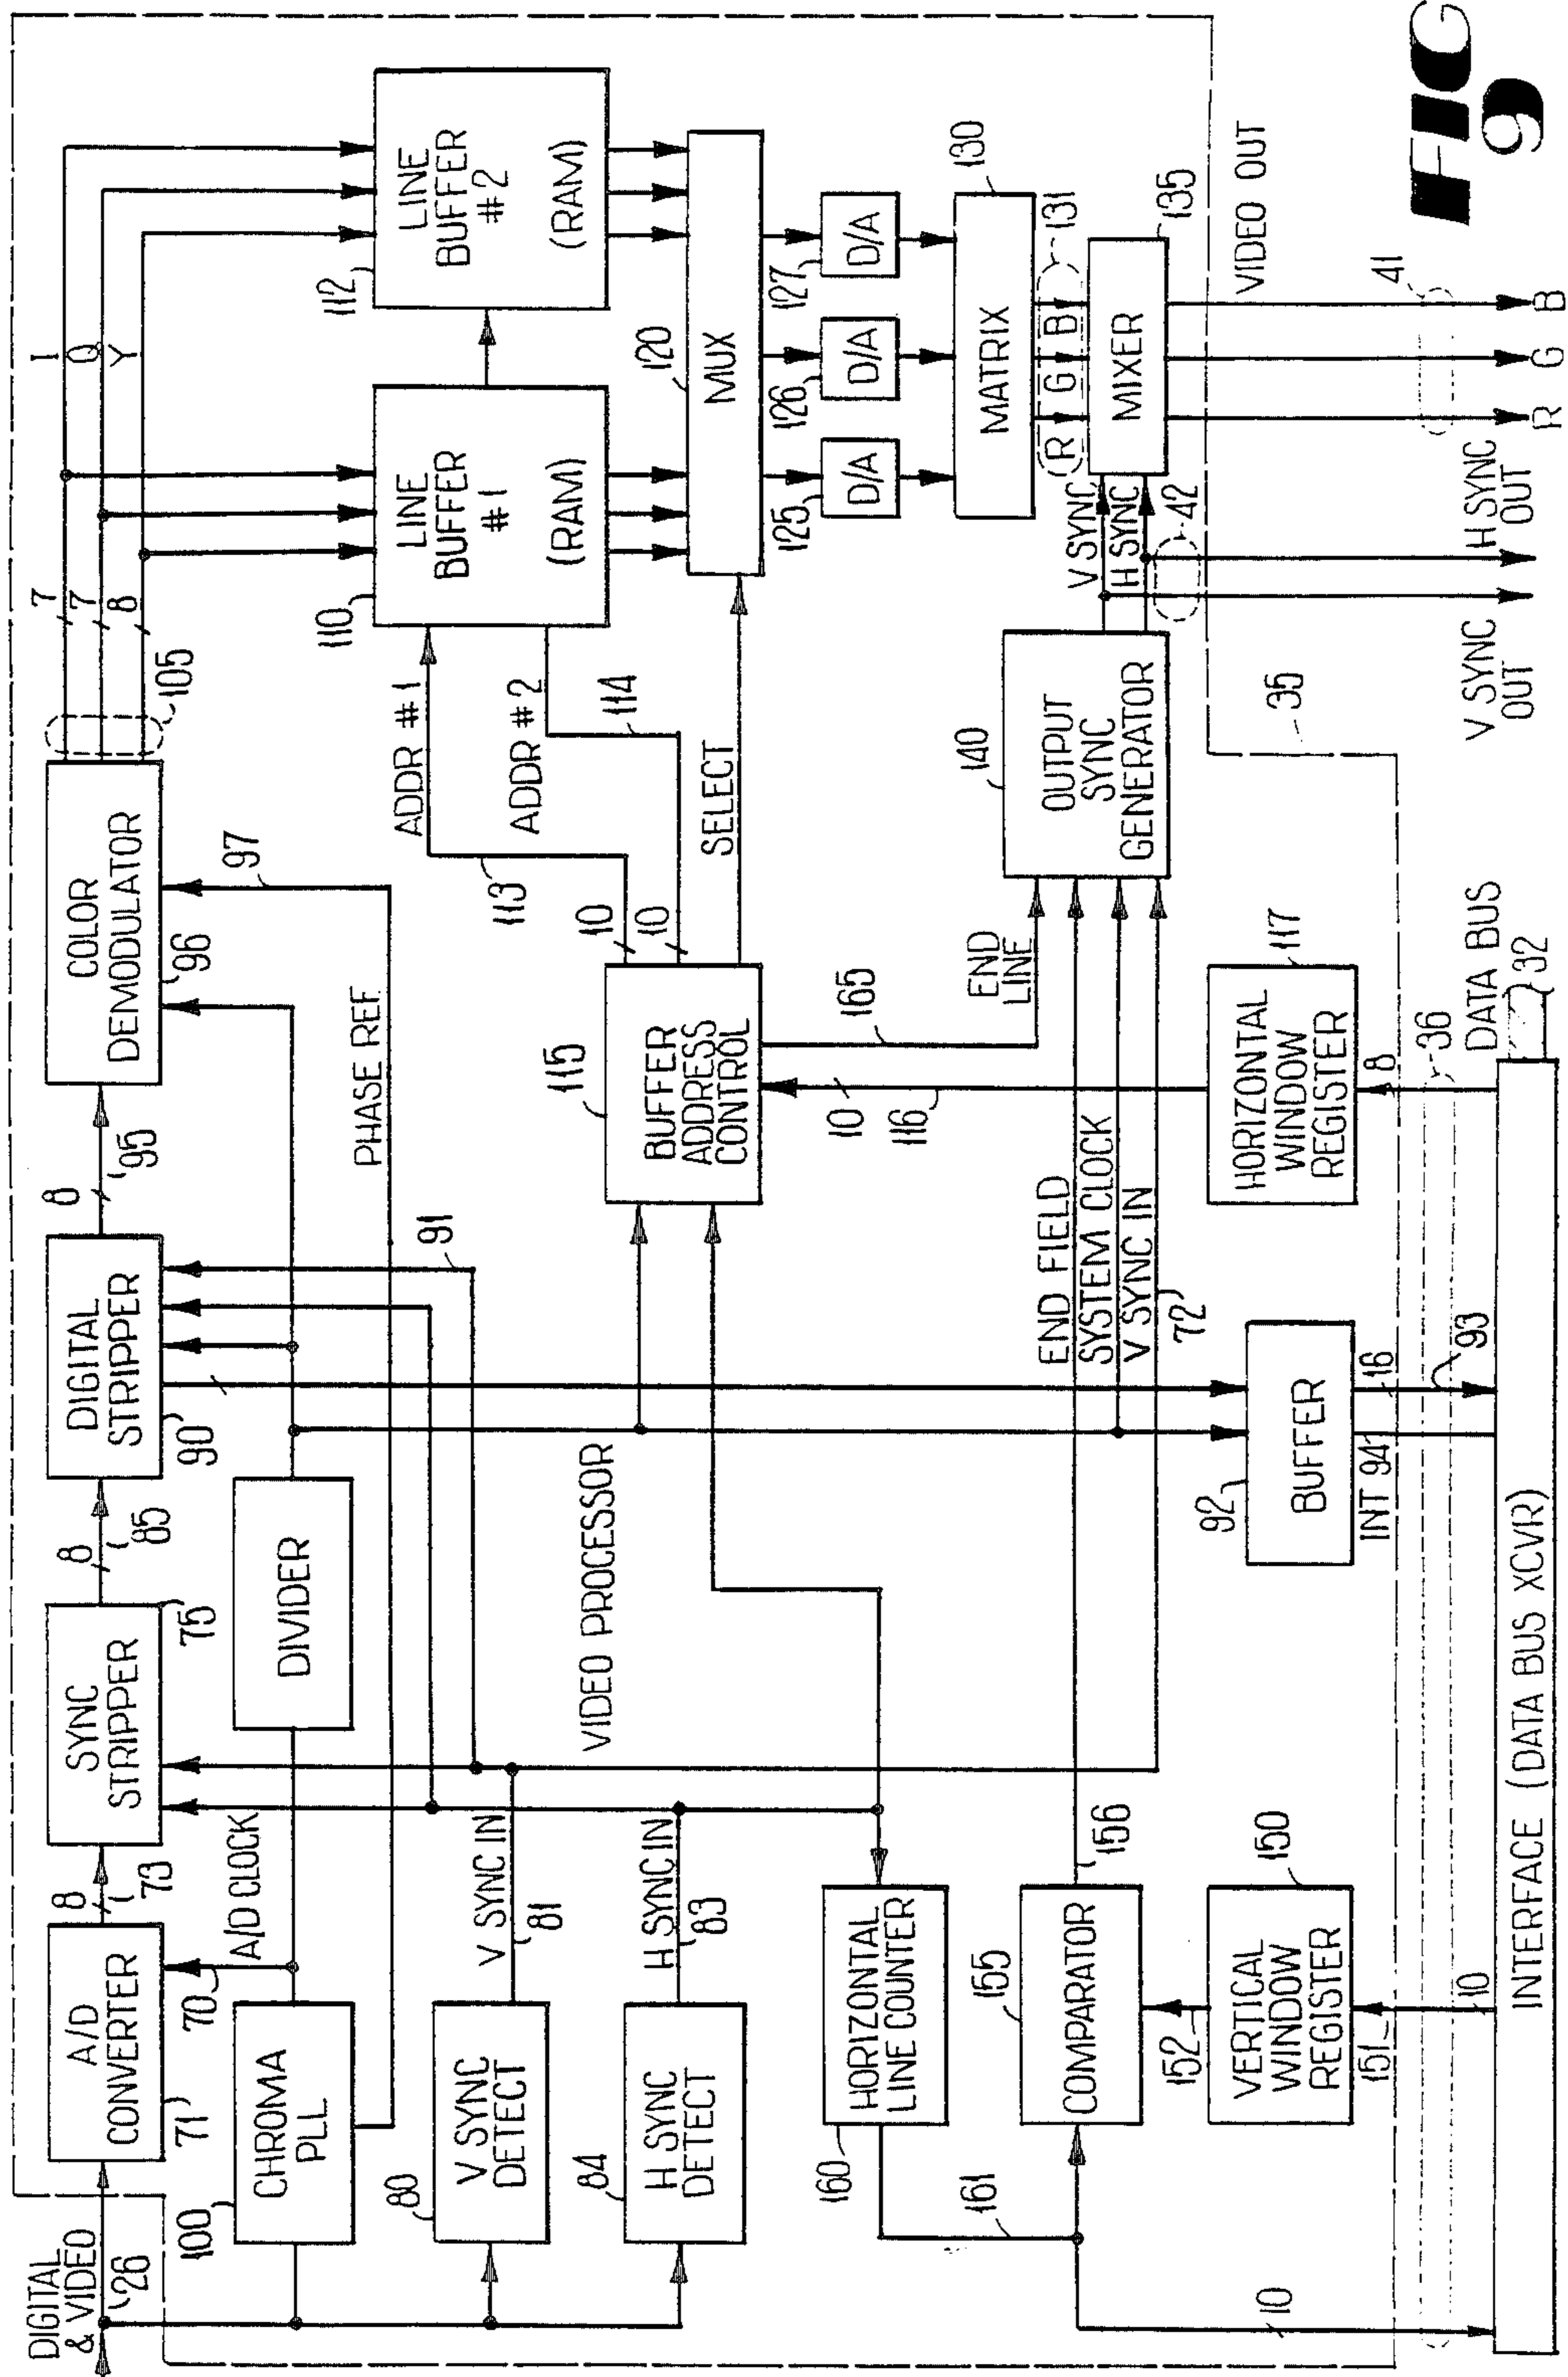 DIGITAL
& VIDEO
26
A/D
CONVERTER
71
70
A/D CLOCK
8
73
SYNC
STRIPPER
75
8
85
DIGITAL
STRIPPER
90
8
95
COLOR
DEMODULATOR
96
97
105
7
7
8
I
Q
Y
CHROMA
PLL
100
DIVIDER
91
PHASE REF
V SYNC
DETECT
80
V SYNC IN
81
H SYNC
DETECT
84
H SYNC IN
83
VIDEO PROCESSOR
BUFFER
ADDRESS
CONTROL
115
10
10
113
ADDR #1
ADDR #2
114
SELECT
LINE
BUFFER
#1
(RAM)
110
LINE
BUFFER
#2
(RAM)
112
MUX
120
D/A
125
D/A
126
D/A
127
MATRIX
130
R G B
131
MIXER
135
V SYNC
H SYNC
42
VIDEO OUT
41
R
G
B
H SYNC
OUT
V SYNC
OUT
OUTPUT
SYNC
GENERATOR
140
END
LINE
165
END FIELD
SYSTEM CLOCK
V SYNC IN
72
10
116
HORIZONTAL
WINDOW
REGISTER
117
8
HORIZONTAL
LINE COUNTER
160
161
COMPARATOR
155
156
152
VERTICAL
WINDOW
REGISTER
150
151
10
10
BUFFER
92
INT 94
16
93
35
36
DATA BUS
32
INTERFACE (DATA BUS XCVR)
FIG
9